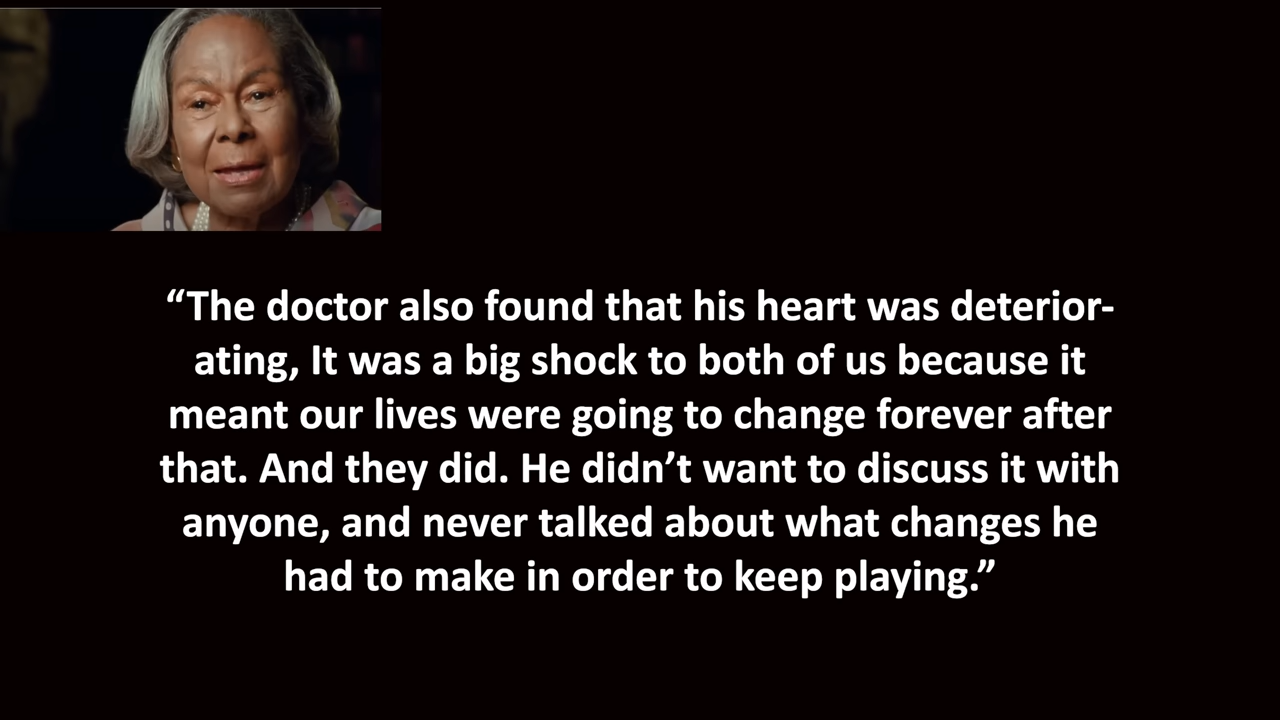 “The doctor also found that his heart was deterior-
ating, It was a big shock to both of us because it
meant our lives were going to change forever after
that. And they did. He didn’t want to discuss it with
anyone, and never talked about what changes he
had to make in order to keep playing.”